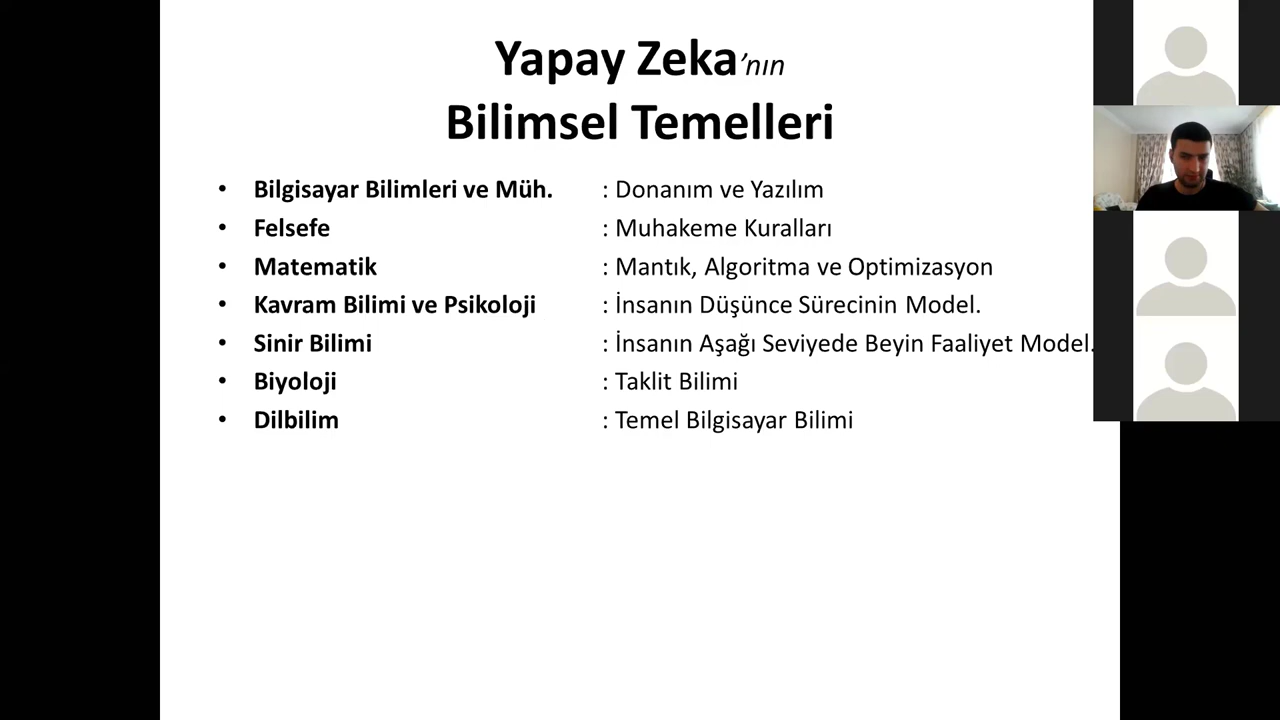 Yapay Zeka’nın
Bilimsel Temelleri
• Bilgisayar Bilimleri ve Müh. : Donanım ve Yazılım
• Felsefe : Muhakeme Kuralları
• Matematik : Mantık, Algoritma ve Optimizasyon
• Kavram Bilimi ve Psikoloji : İnsanın Düşünce Sürecinin Model.
• Sinir Bilimi : İnsanın Aşağı Seviyede Beyin Faaliyet Model.
• Biyoloji : Taklit Bilimi
• Dilbilim : Temel Bilgisayar Bilimi